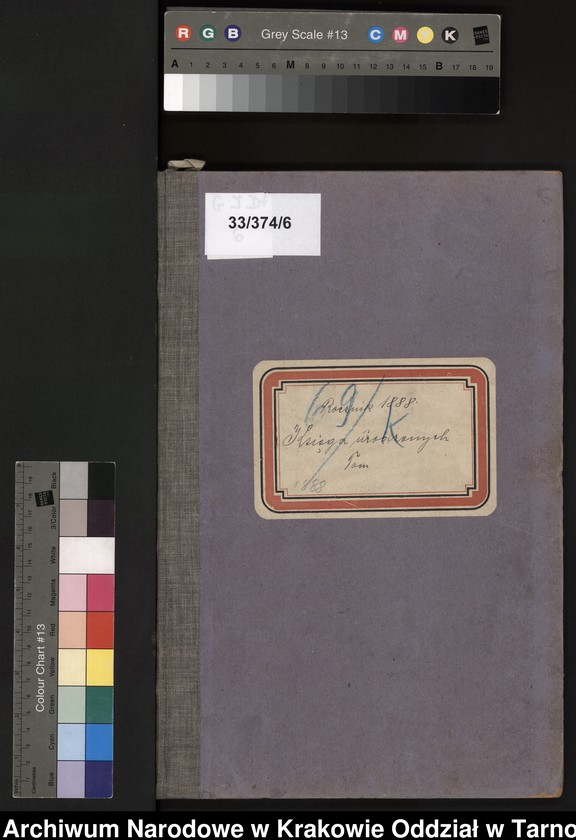 R G B Grey Scale #13 C M Y K
A 1 2 3 4 5 6 M 8 9 10 11 12 13 14 15 B 17 18 19
33/374/6
69/K
Rocznik 1888.
Księga urodzonych
Tom
1888
Colour Chart #13
Blue Cyan Green Yellow Red Magenta White 3/Color Black
Archiwum Narodowe w Krakowie Oddział w Tarno